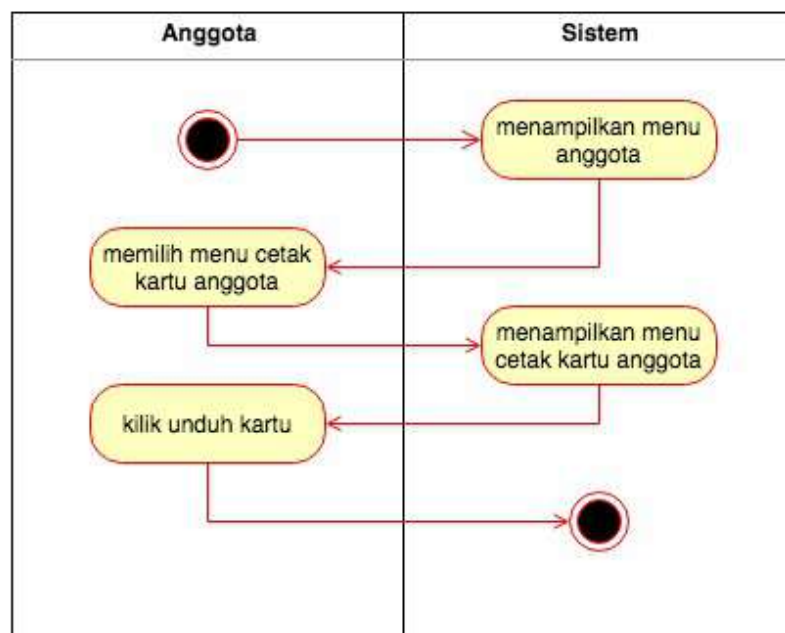 Anggota
Sistem
menampilkan menu
anggota
memilih menu cetak
kartu anggota
menampilkan menu
cetak kartu anggota
kilik unduh kartu